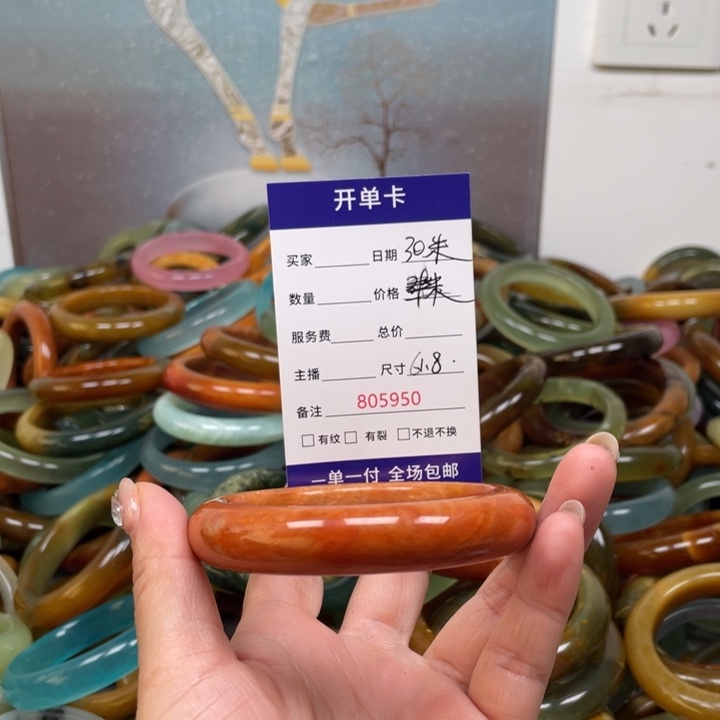 开单卡
买家 日期 30朱
数量 价格
服务费 总价
主播 尺寸 61.8.
备注 805950
□有纹□ 有裂 □不退不换
一单一付 全场包邮